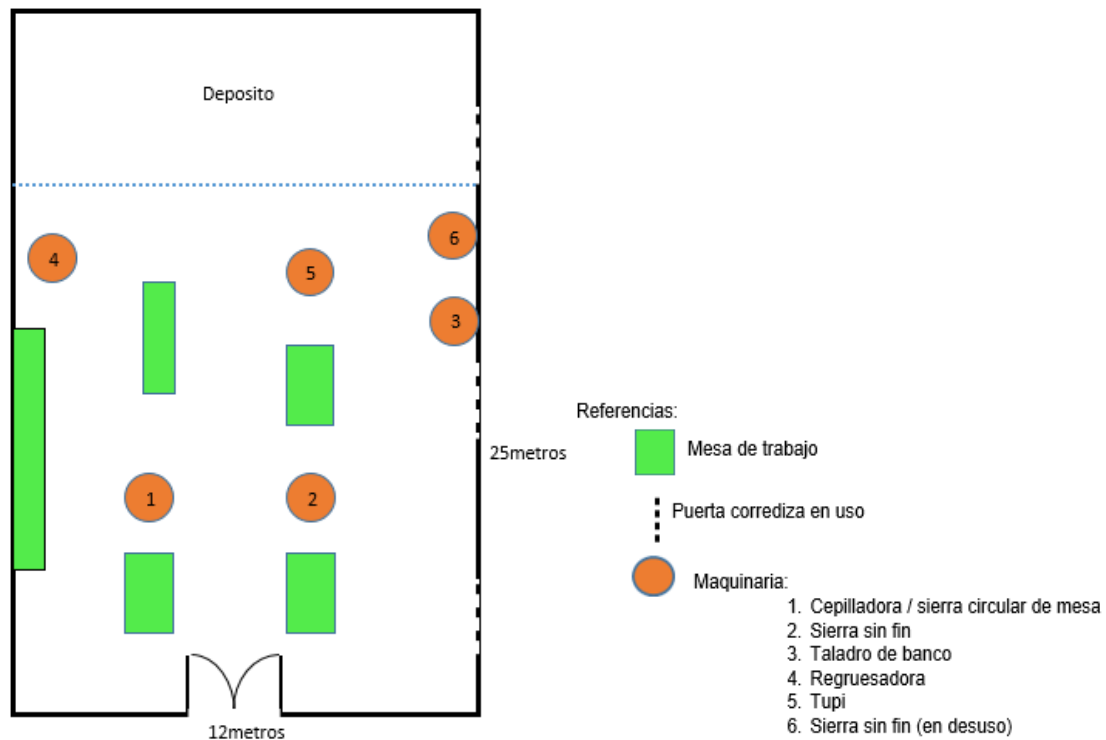 Deposito
6
4
5
3
Referencias:
Mesa de trabajo
25metros
1
2
Puerta corrediza en uso
Maquinaria:
1. Cepilladora / sierra circular de mesa
2. Sierra sin fin
3. Taladro de banco
4. Regruesadora
5. Tupi
6. Sierra sin fin (en desuso)
12metros